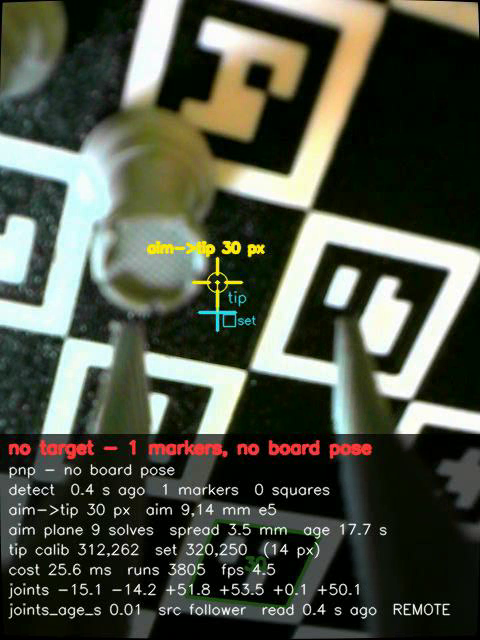 aim->tip 30 px
tip
set
no target - 1 markers, no board pose
pnp - no board pose
detect 0.4 s ago 1 markers 0 squares
aim->tip 30 px aim 9,14 mm e5
aim plane 9 solves spread 3.5 mm age 17.7 s
tip calib 312,262 set 320,250 (14 px)
cost 25.6 ms runs 3805 fps 4.5
joints -15.1 -14.2 +51.8 +53.5 +0.1 +50.1
joints_age_s 0.01 src follower read 0.4 s ago REMOTE